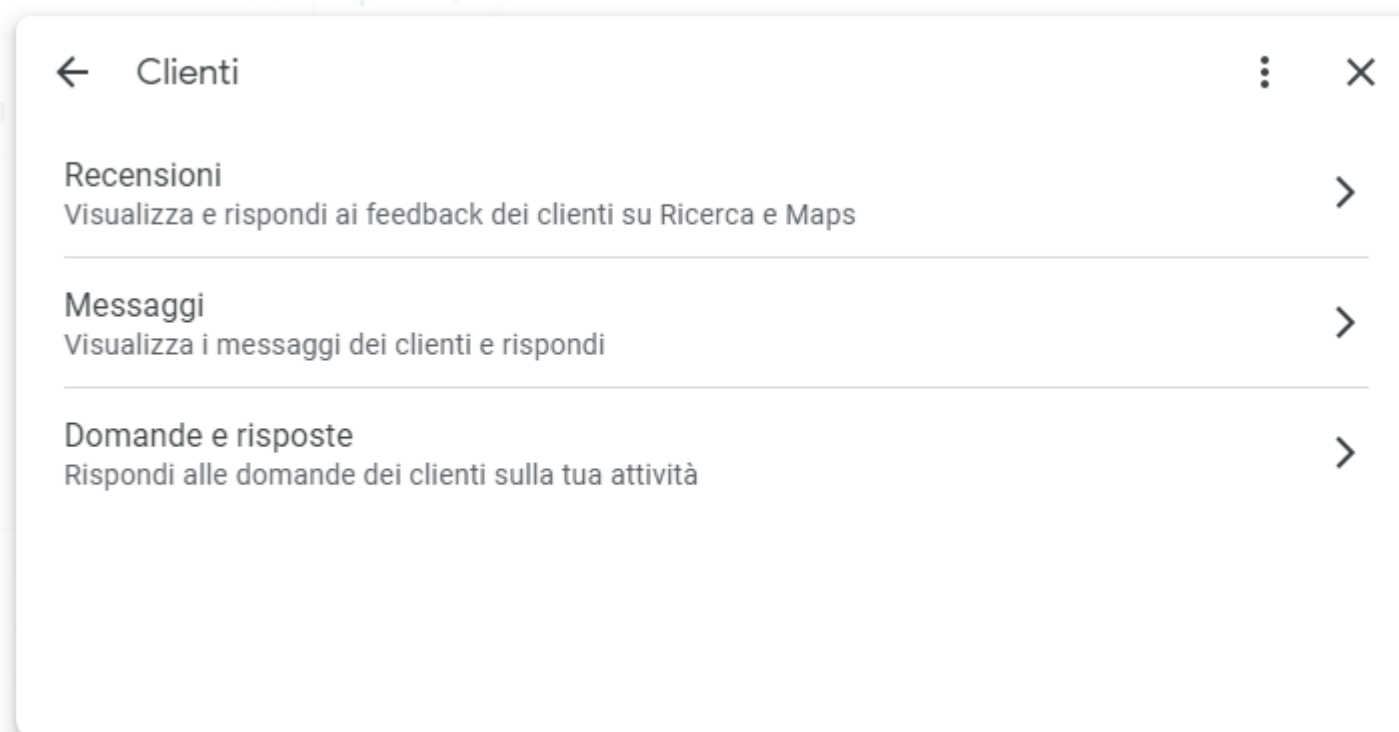 Clienti
Recensioni
Visualizza e rispondi ai feedback dei clienti su Ricerca e Maps
Messaggi
Visualizza i messaggi dei clienti e rispondi
Domande e risposte
Rispondi alle domande dei clienti sulla tua attività